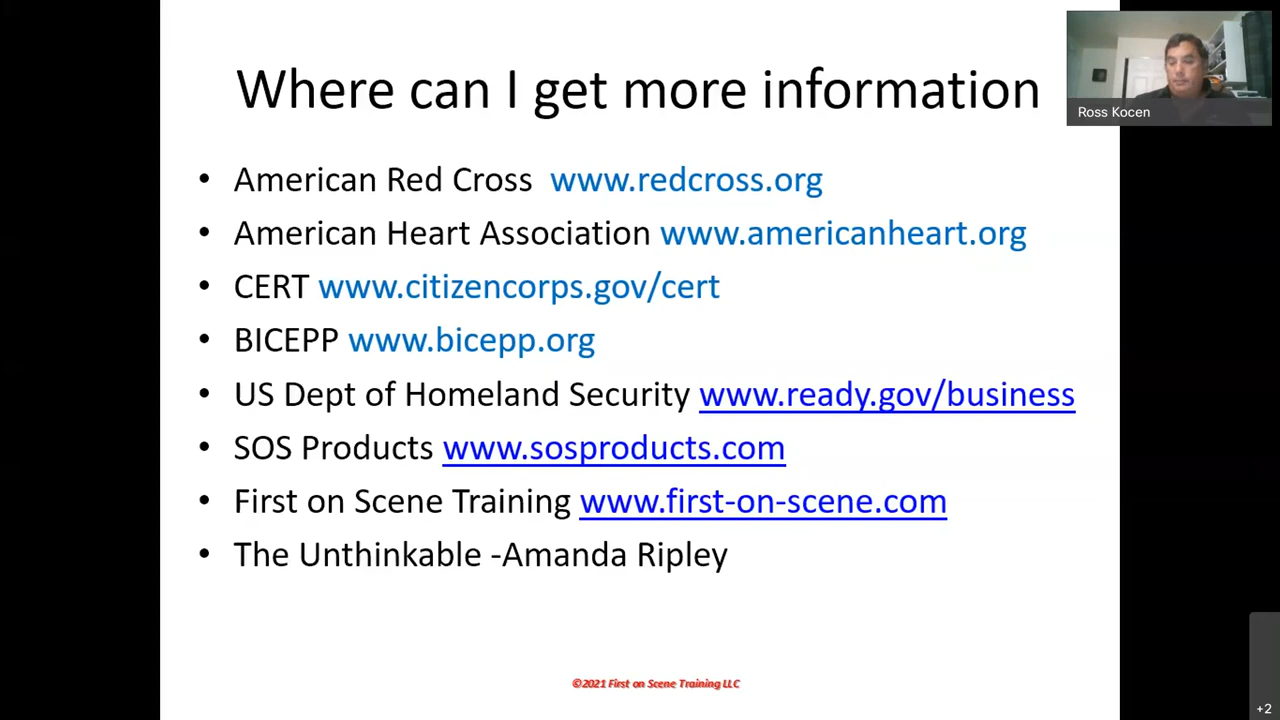 Where can I get more information
Ross Kocen
• American Red Cross www.redcross.org
• American Heart Association www.americanheart.org
• CERT www.citizencorps.gov/cert
• BICEPP www.bicepp.org
• US Dept of Homeland Security www.ready.gov/business
• SOS Products www.sosproducts.com
• First on Scene Training www.first-on-scene.com
• The Unthinkable -Amanda Ripley
©2021 First on Scene Training LLC
+2